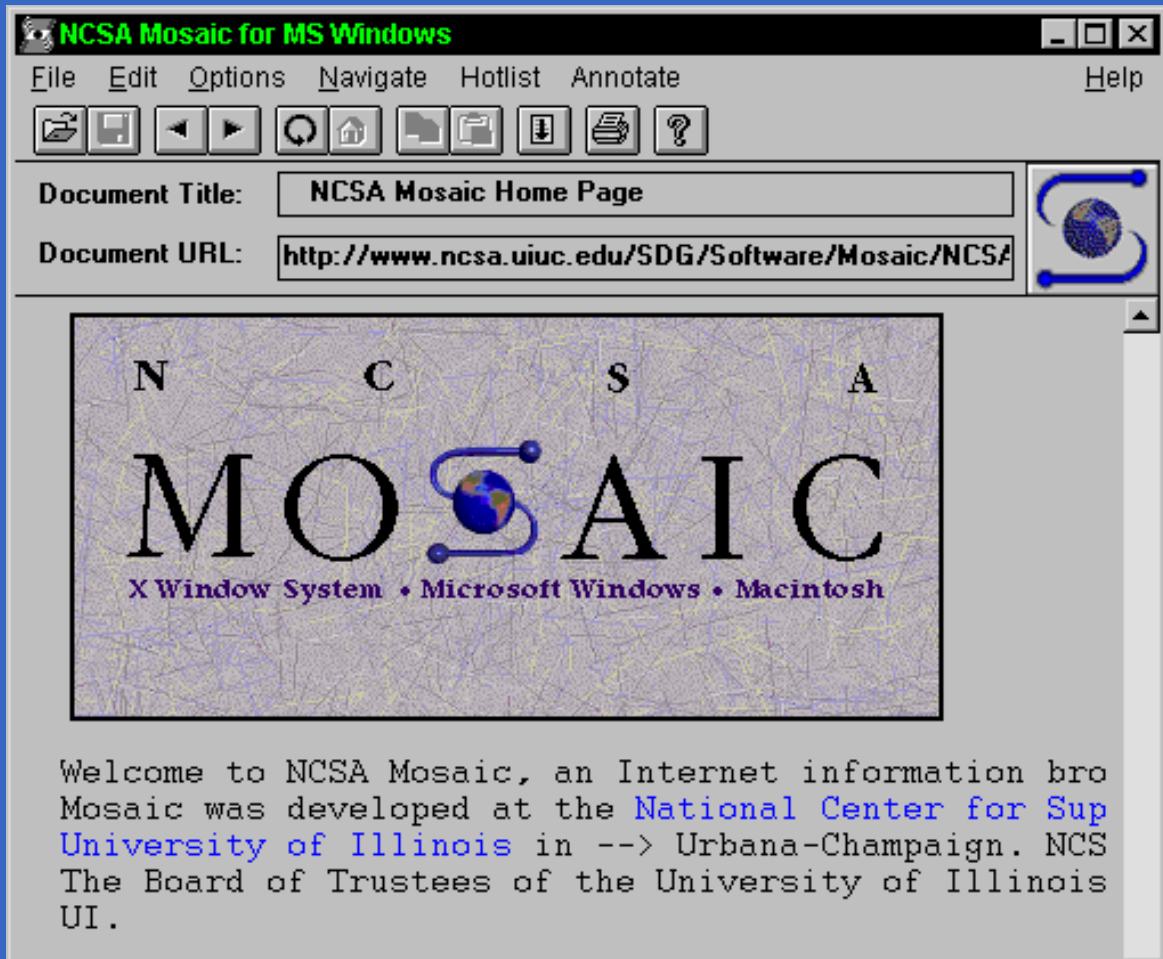 NCSA Mosaic for MS Windows
File Edit Options Navigate Hotlist Annotate Help
Document Title: NCSA Mosaic Home Page
Document URL: http://www.ncsa.uiuc.edu/SDG/Software/Mosaic/NCSA
N C S A
MOSAIC
X Window System • Microsoft Windows • Macintosh
Welcome to NCSA Mosaic, an Internet information bro
Mosaic was developed at the National Center for Sup
University of Illinois in --> Urbana-Champaign. NCS
The Board of Trustees of the University of Illinois
UI.